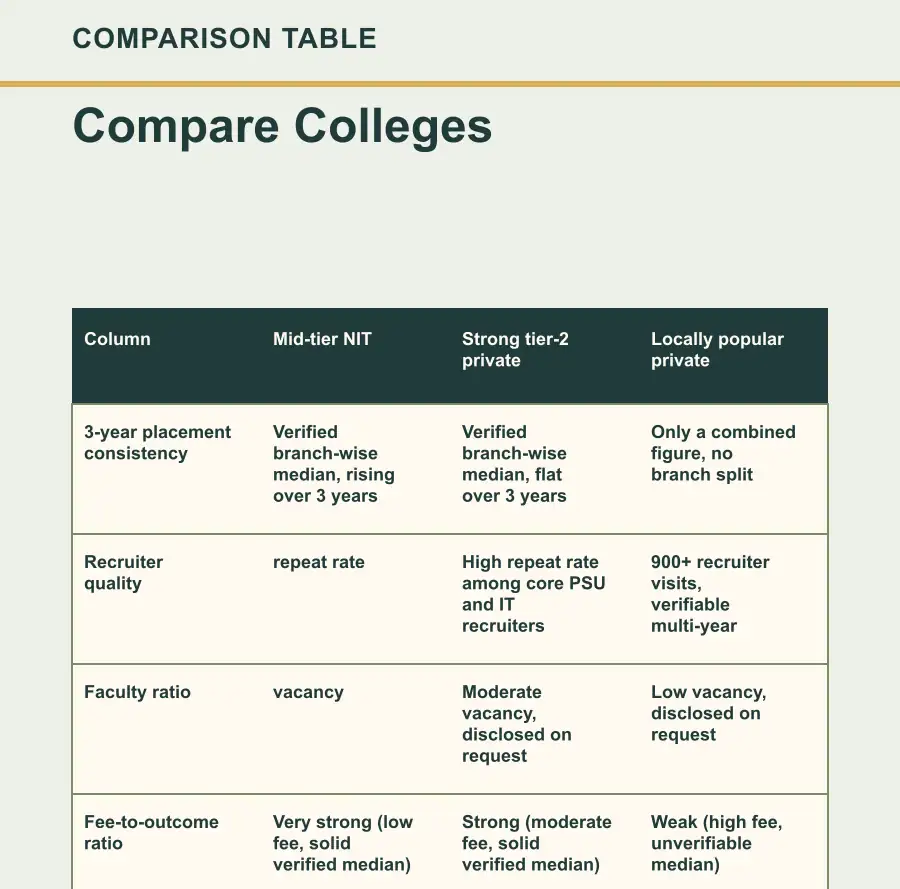 COMPARISON TABLE
Compare Colleges
Column
Mid-tier NIT
Strong tier-2
private
Locally popular
private
3-year placement
consistency
Verified
branch-wise
median, rising
over 3 years
Verified
branch-wise
median, flat
over 3 years
Only a combined
figure, no
branch split
Recruiter
quality
repeat rate
High repeat rate
among core PSU
and IT
recruiters
900+ recruiter
visits,
verifiable
multi-year
Faculty ratio
vacancy
Moderate
vacancy,
disclosed on
request
Low vacancy,
disclosed on
request
Fee-to-outcome
ratio
Very strong (low
fee, solid
verified median)
Strong (moderate
fee, solid
verified median)
Weak (high fee,
unverifiable
median)